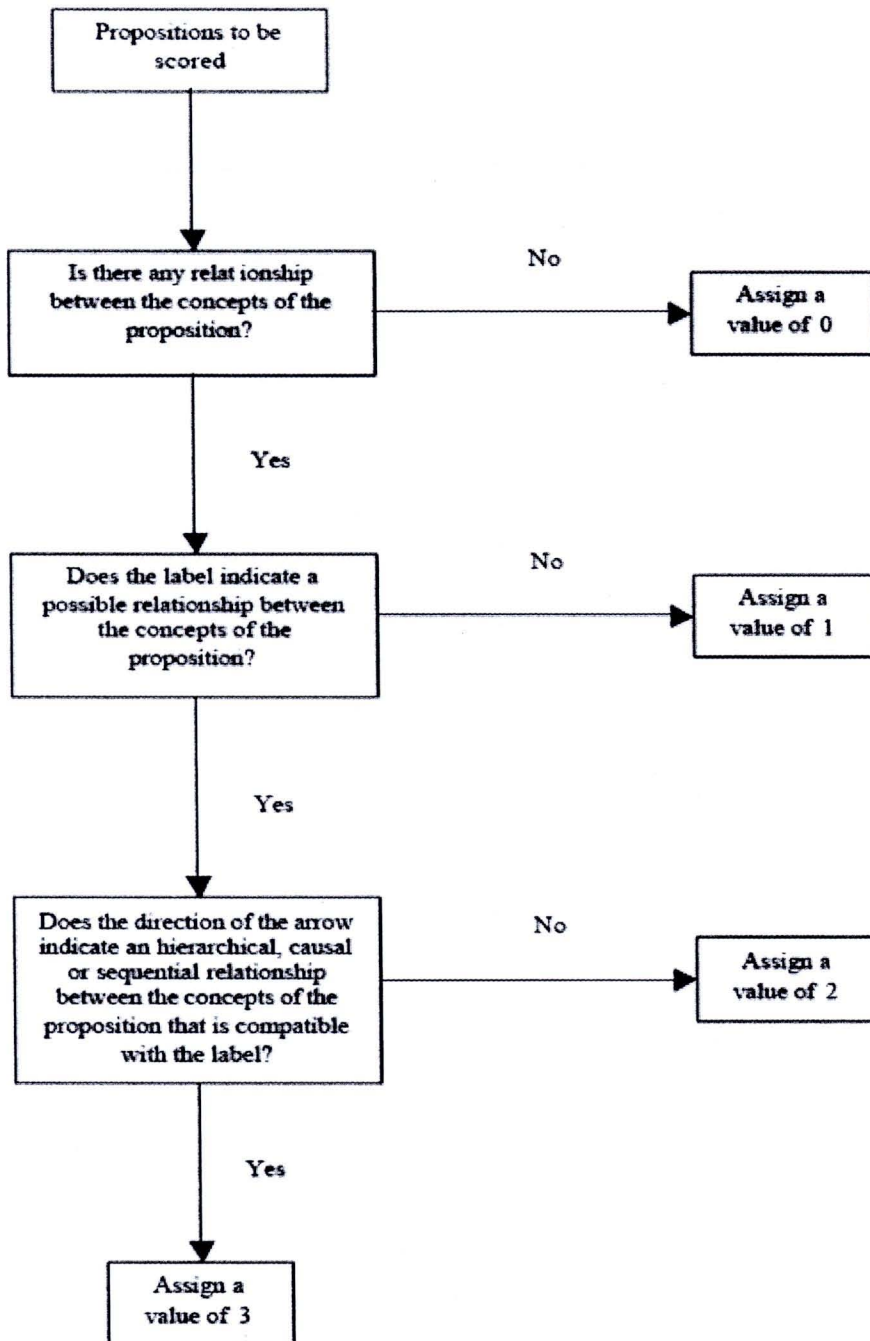 Propositions to be
scored
Is there any relat ionship
between the concepts of the
proposition?
No
Assign a
value of 0
Yes
Does the label indicate a
possible relationship between
the concepts of the
proposition?
No
Assign a
value of 1
Yes
Does the direction of the arrow
indicate an hierarchical, causal
or sequential relationship
between the concepts of the
proposition that is compatible
with the label?
No
Assign a
value of 2
Yes
Assign a
value of 3